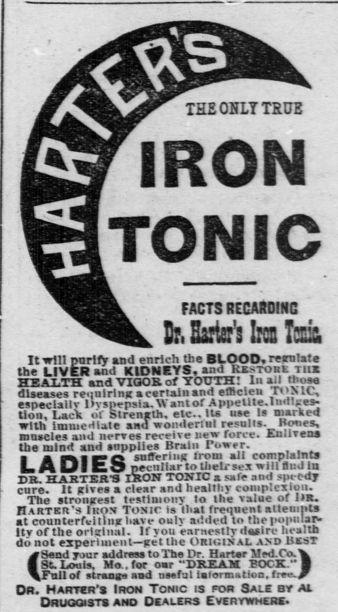 HARTER'S
THE ONLY TRUE
IRON
TONIC
FACTS REGARDING
Dr. Harter's Iron Tonic.
It will purify and enrich the BLOOD, regulate
the LIVER and KIDNEYS, and RESTORE THE
HEALTH and VIGOR of YOUTH! In all those
diseases requiring a certain and efficient TONIC,
especially Dyspepsia, Want of Appetite, Indiges-
tion, Lack of Strength, etc., its use is marked
with immediate and wonderful results. Bones,
muscles and nerves receive new force. Enlivens
the mind and supplies Brain Power.
LADIES suffering from all complaints
peculiar to their sex will find in
DR. HARTER'S IRON TONIC a safe and speedy
cure. It gives a clear and healthy complexion.
The strongest testimony to the value of DR.
HARTER'S IRON TONIC is that frequent attempts
at counterfeiting have only added to the popular-
ity of the original. If you earnestly desire health
do not experiment—get the ORIGINAL AND BEST
Send your address to The Dr. Harter Med. Co.
St. Louis, Mo., for our "DREAM BOOK."
Full of strange and useful information, free.
DR. HARTER'S IRON TONIC IS FOR SALE BY AL
DRUGGISTS AND DEALERS EVERYWHERE.